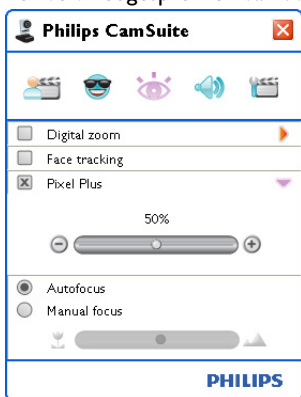 Philips CamSuite
Digital zoom
Face tracking
Pixel Plus
50%
Autofocus
Manual focus
PHILIPS